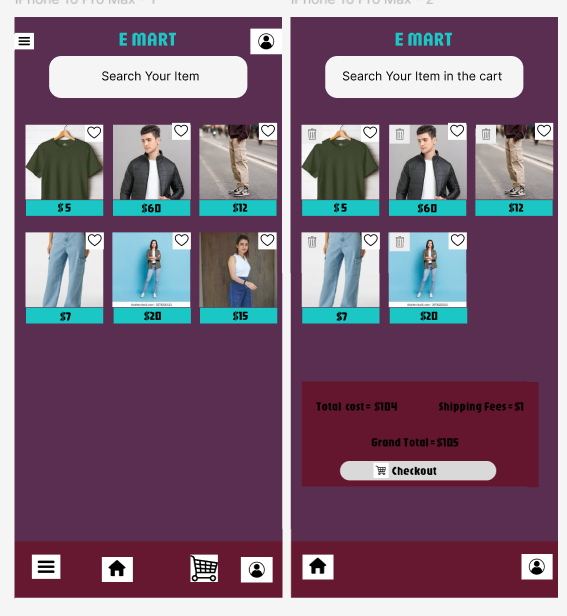 iPhone 16 Pro Max - 1
iPhone 16 Pro Max - 2
E MART
Search Your Item
$5
$60
$12
$7
$20
$15
E MART
Search Your Item in the cart
$5
$60
$12
$7
$20
Total cost= $104
Shipping Fees=$1
Grand Total=$105
Checkout